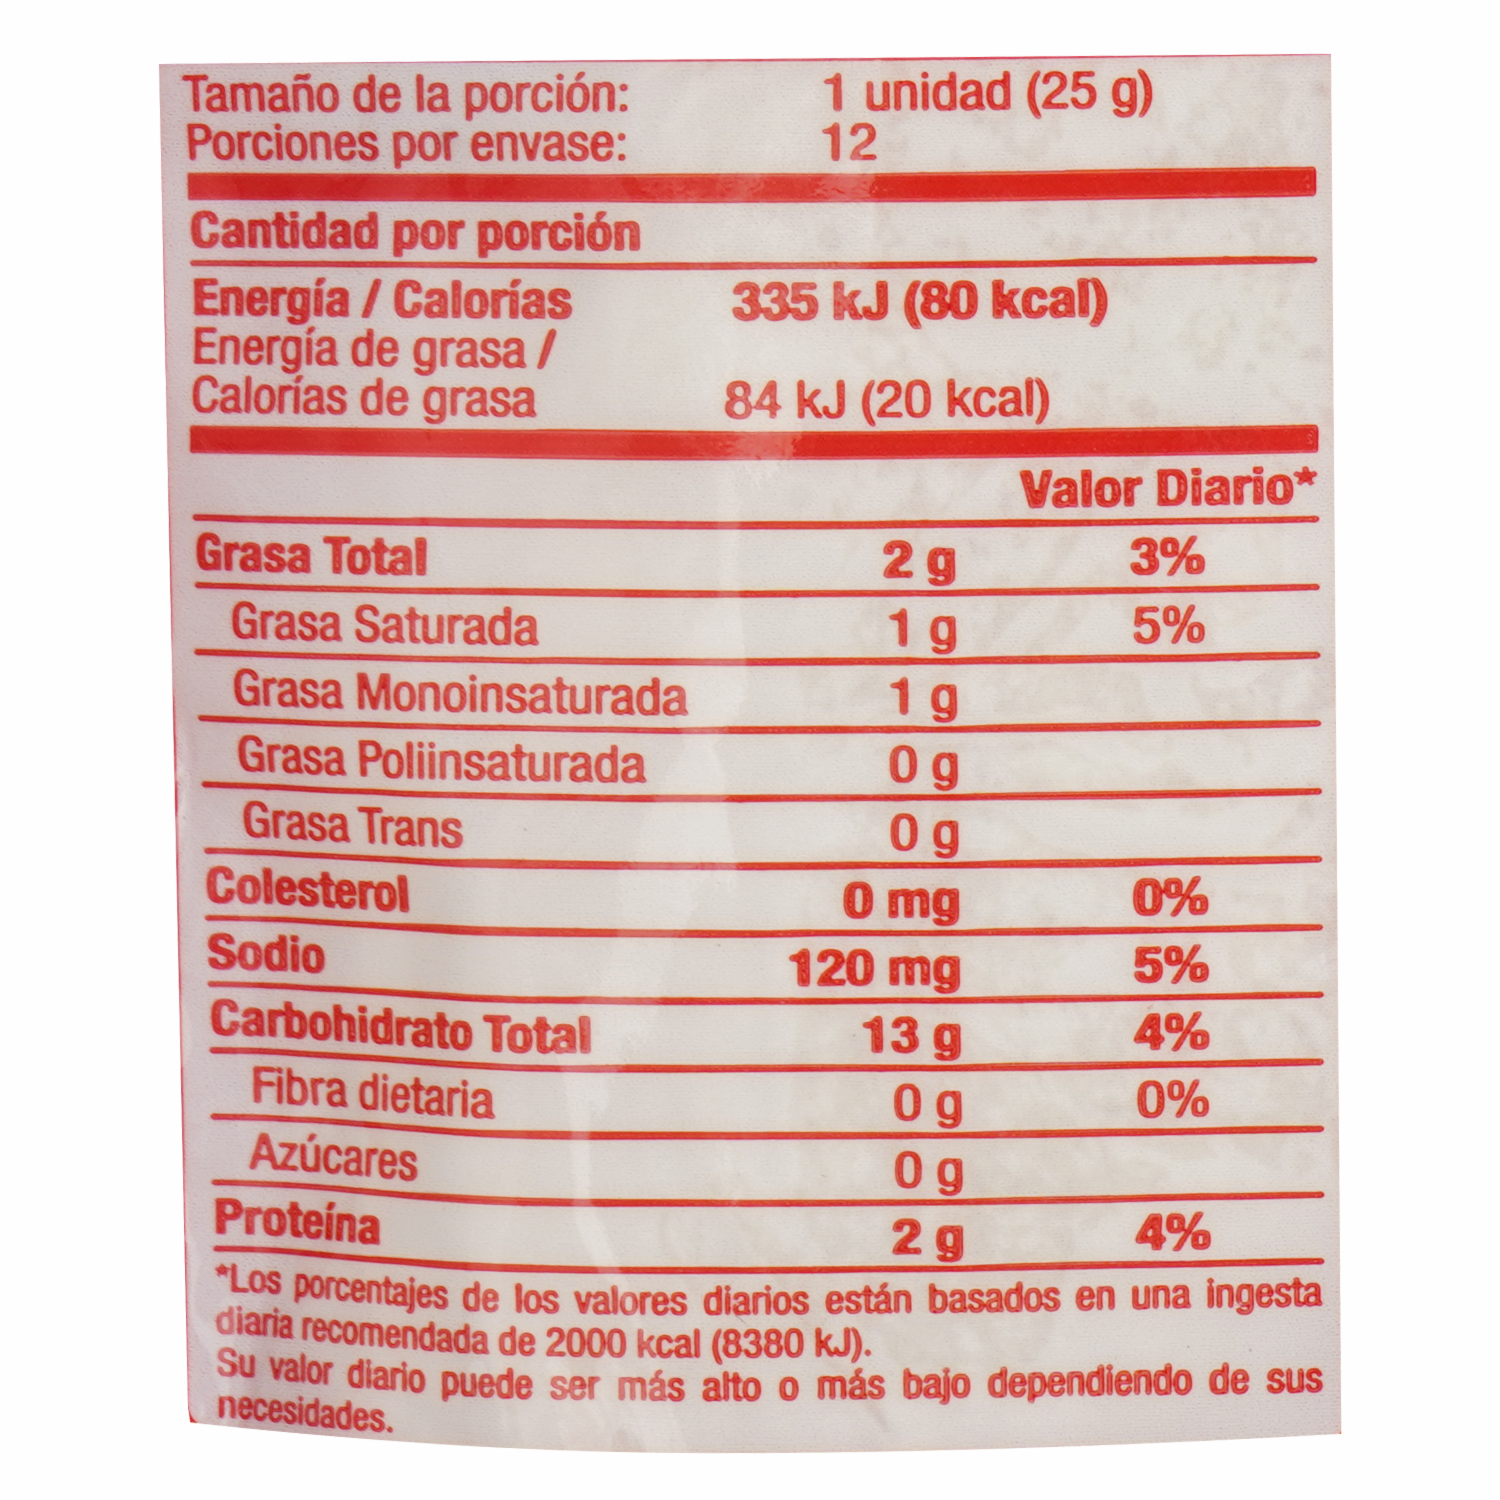 Tamaño de la porción: 1 unidad (25 g)
Porciones por envase: 12
Cantidad por porción
Energía / Calorías 335 kJ (80 kcal)
Energía de grasa /
Calorías de grasa 84 kJ (20 kcal)
Valor Diario*
Grasa Total 2 g 3%
Grasa Saturada 1 g 5%
Grasa Monoinsaturada 1 g
Grasa Poliinsaturada 0 g
Grasa Trans 0 g
Colesterol 0 mg 0%
Sodio 120 mg 5%
Carbohidrato Total 13 g 4%
Fibra dietaria 0 g 0%
Azúcares 0 g
Proteína 2 g 4%
*Los porcentajes de los valores diarios están basados en una ingesta
diaria recomendada de 2000 kcal (8380 kJ).
Su valor diario puede ser más alto o más bajo dependiendo de sus
necesidades.